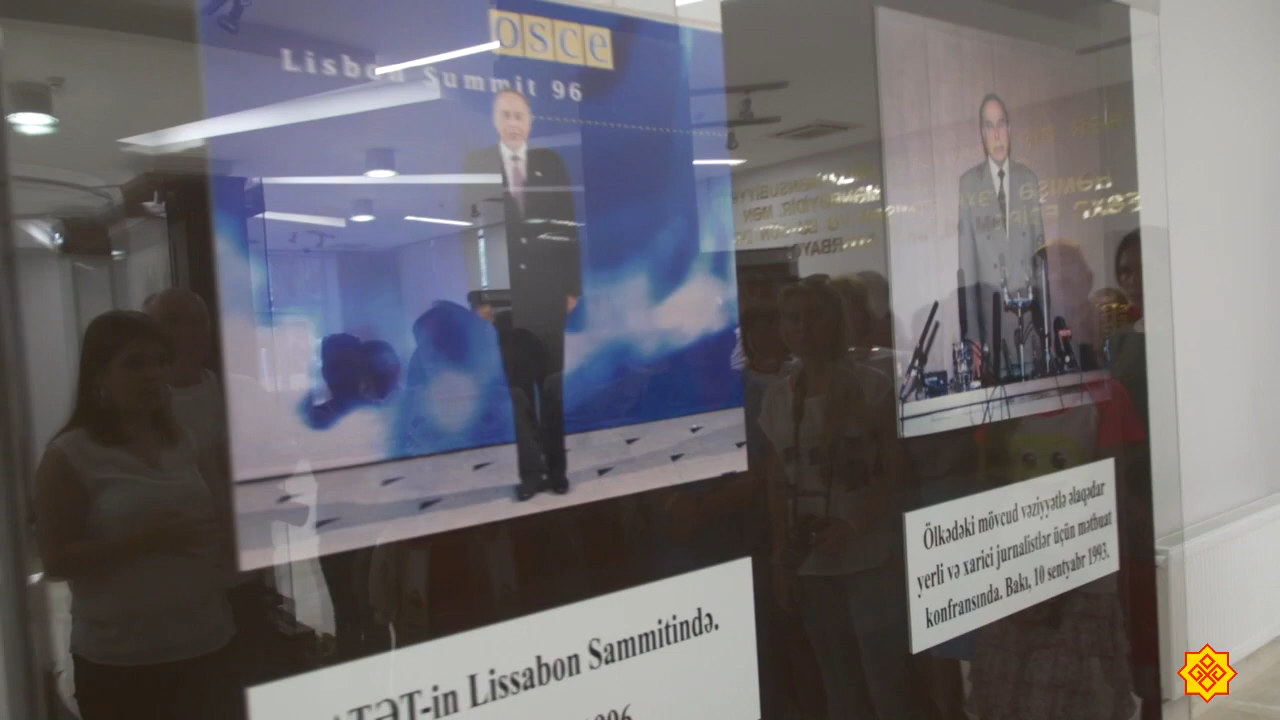 osce
Lisbon Summit 96
Ölkədəki mövcud vəziyyətlə əlaqədar
yerli və xarici jurnalistlər üçün mətbuat
konfransında. Bakı, 10 sentyabr 1993.
ATƏT-in Lissabon Sammitində.